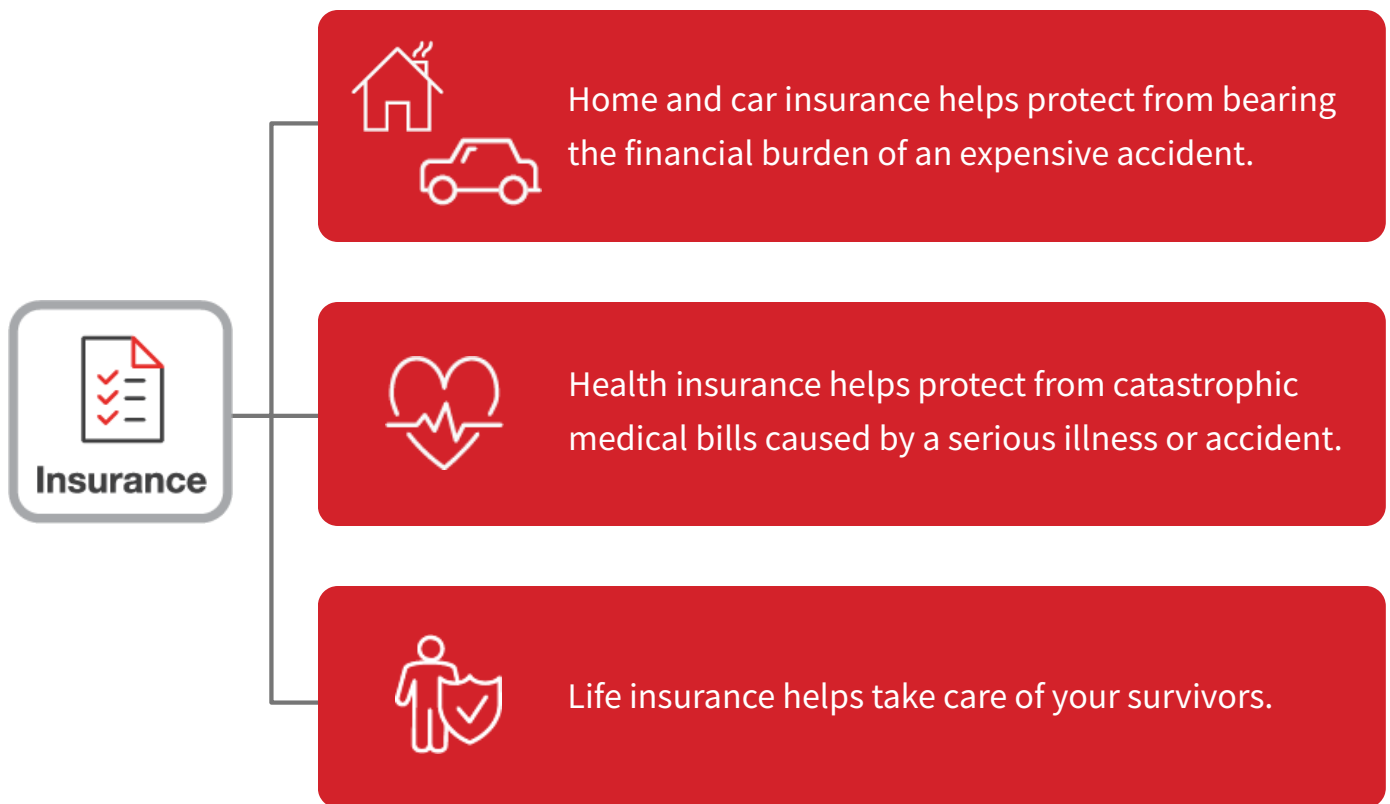 Home and car insurance helps protect from bearing
the financial burden of an expensive accident.
Insurance
Health insurance helps protect from catastrophic
medical bills caused by a serious illness or accident.
Life insurance helps take care of your survivors.